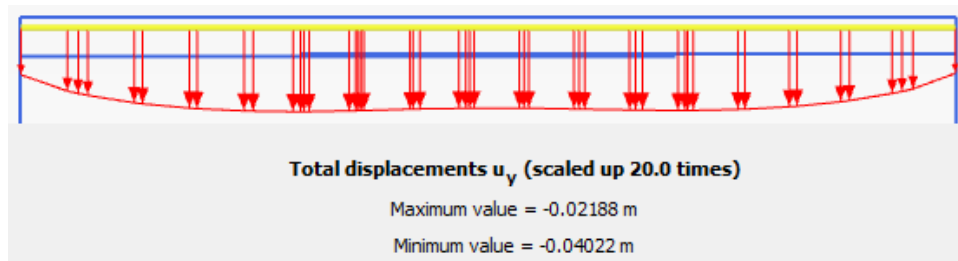 Total displacements uy (scaled up 20.0 times)
Maximum value = -0.02188 m
Minimum value = -0.04022 m